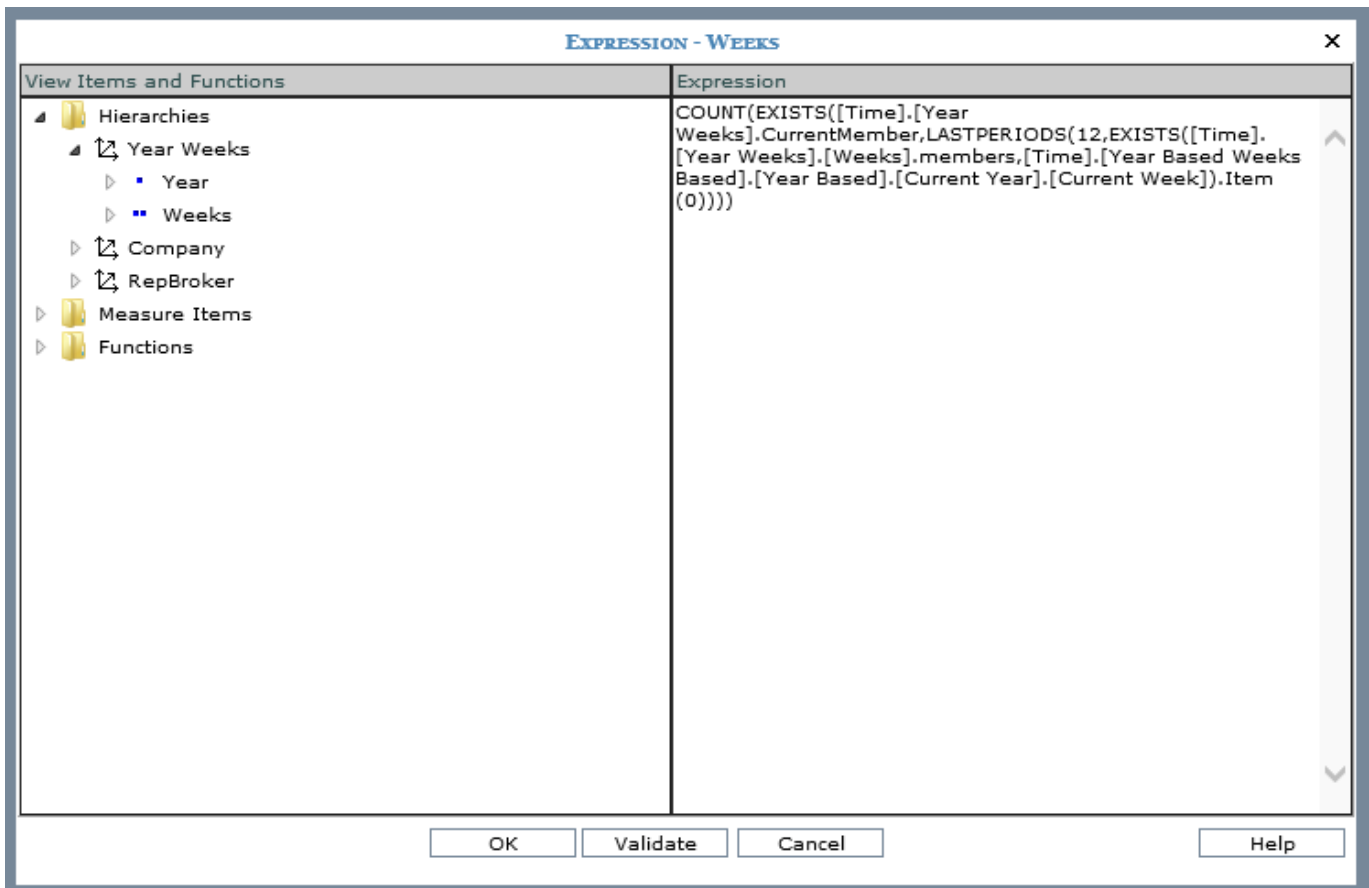 EXPRESSION - WEEKS
View Items and Functions
Expression
Hierarchies
Year Weeks
Year
Weeks
Company
RepBroker
Measure Items
Functions
COUNT(EXISTS([Time].[Year
Weeks].CurrentMember,LASTPERIODS(12,EXISTS([Time].
[Year Weeks].[Weeks].members,[Time].[Year Based Weeks
Based].[Year Based].[Current Year].[Current Week]).Item
(0))))
OK
Validate
Cancel
Help